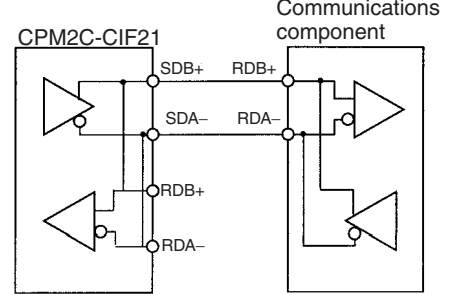 Communications
component
CPM2C-CIF21
SDB+ RDB+
SDA− RDA−
RDB+
RDA−